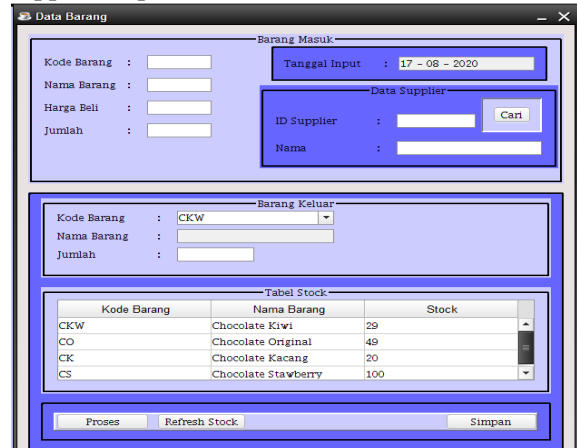 Data Barang
Barang Masuk
Kode Barang :
Tanggal Input : 17 - 08 - 2020
Nama Barang :
Data Supplier
Harga Beli :
ID Supplier : Cari
Jumlah :
Nama :
Barang Keluar
Kode Barang : CKW
Nama Barang :
Jumlah :
Tabel Stock
Kode Barang Nama Barang Stock
CKW Chocolate Kiwi 29
CO Chocolate Original 49
CK Chocolate Kacang 20
CS Chocolate Stawberry 100
Proses Refresh Stock Simpan